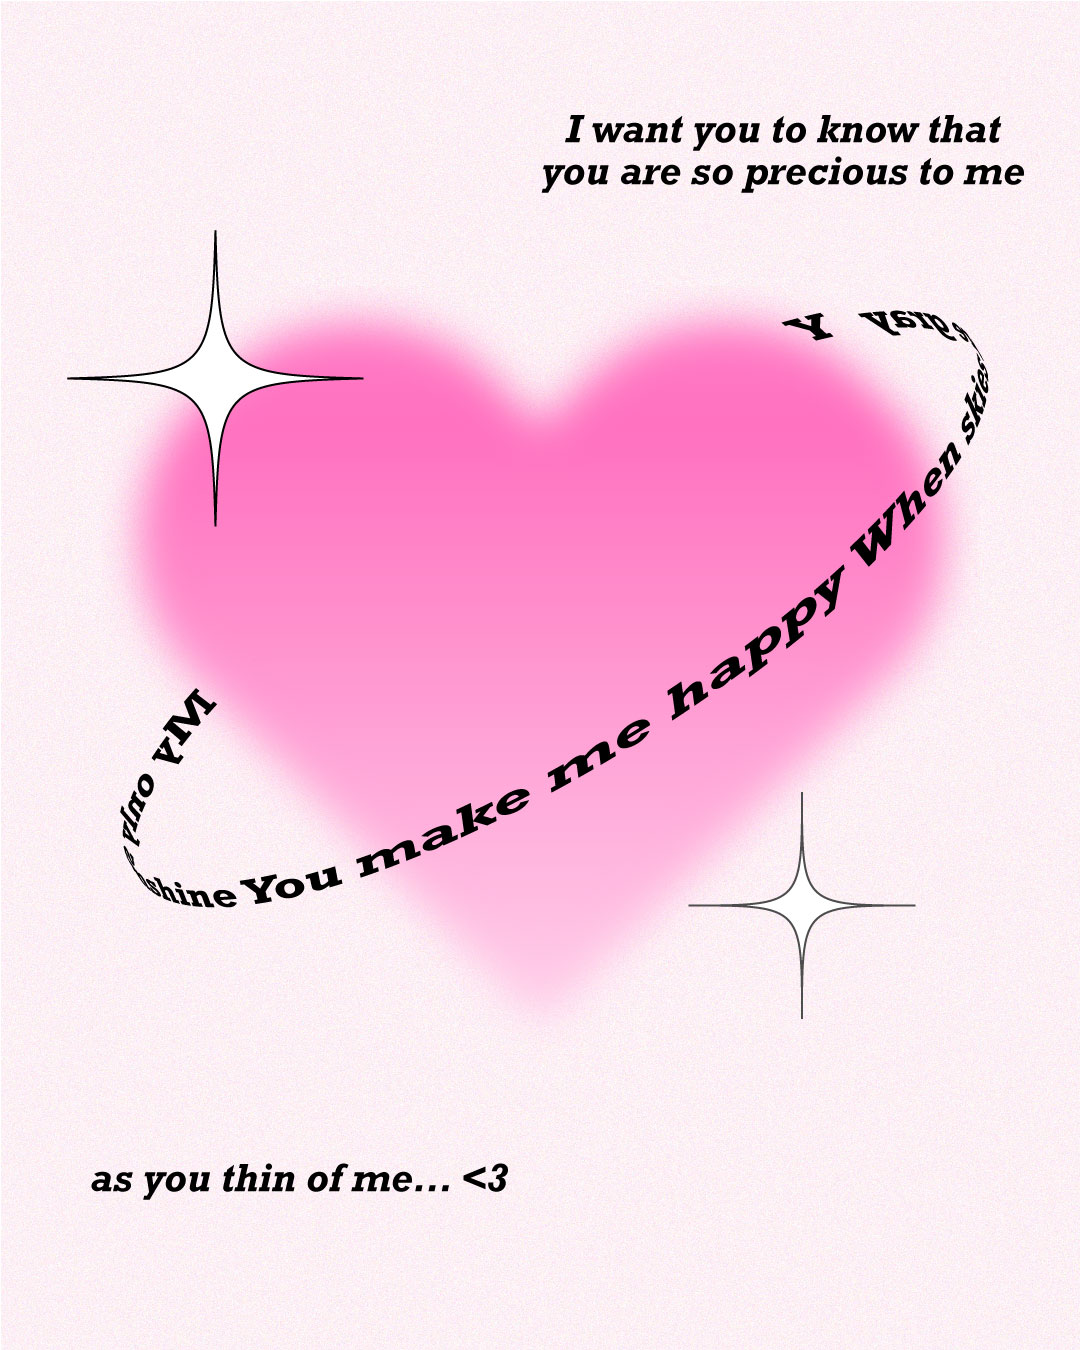 I want you to know that
you are so precious to me
My only shine You make me happy When skies gray Y
as you thin of me... <3